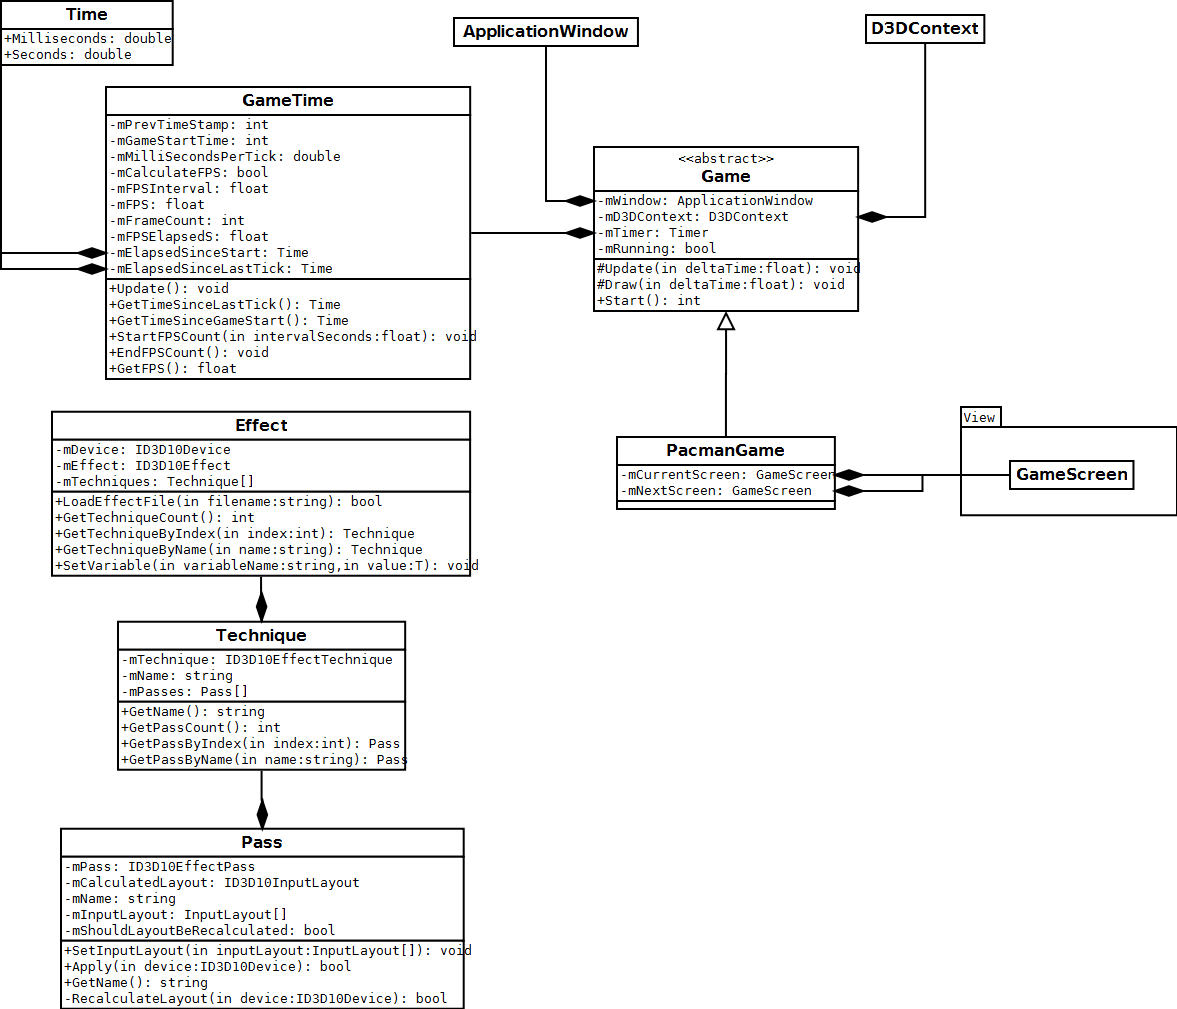 Time
+Milliseconds: double
+Seconds: double
ApplicationWindow
D3DContext
GameTime
-mPrevTimeStamp: int
-mGameStartTime: int
-mMilliSecondsPerTick: double
-mCalculateFPS: bool
-mFPSInterval: float
-mFPS: float
-mFrameCount: int
-mFPSElapsedS: float
-mElapsedSinceStart: Time
-mElapsedSinceLastTick: Time
+Update(): void
+GetTimeSinceLastTick(): Time
+GetTimeSinceGameStart(): Time
+StartFPSCount(in intervalSeconds:float): void
+EndFPSCount(): void
+GetFPS(): float
<<abstract>>
Game
-mWindow: ApplicationWindow
-mD3DContext: D3DContext
-mTimer: Timer
-mRunning: bool
#Update(in deltaTime:float): void
#Draw(in deltaTime:float): void
+Start(): int
Effect
-mDevice: ID3D10Device
-mEffect: ID3D10Effect
-mTechniques: Technique[]
+LoadEffectFile(in filename:string): bool
+GetTechniqueCount(): int
+GetTechniqueByIndex(in index:int): Technique
+GetTechniqueByName(in name:string): Technique
+SetVariable(in variableName:string,in value:T): void
PacmanGame
-mCurrentScreen: GameScreen
-mNextScreen: GameScreen
View
GameScreen
Technique
-mTechnique: ID3D10EffectTechnique
-mName: string
-mPasses: Pass[]
+GetName(): string
+GetPassCount(): int
+GetPassByIndex(in index:int): Pass
+GetPassByName(in name:string): Pass
Pass
-mPass: ID3D10EffectPass
-mCalculatedLayout: ID3D10InputLayout
-mName: string
-mInputLayout: InputLayout[]
-mShouldLayoutBeRecalculated: bool
+SetInputLayout(in inputLayout:InputLayout[]): void
+Apply(in device:ID3D10Device): bool
+GetName(): string
-RecalculateLayout(in device:ID3D10Device): bool